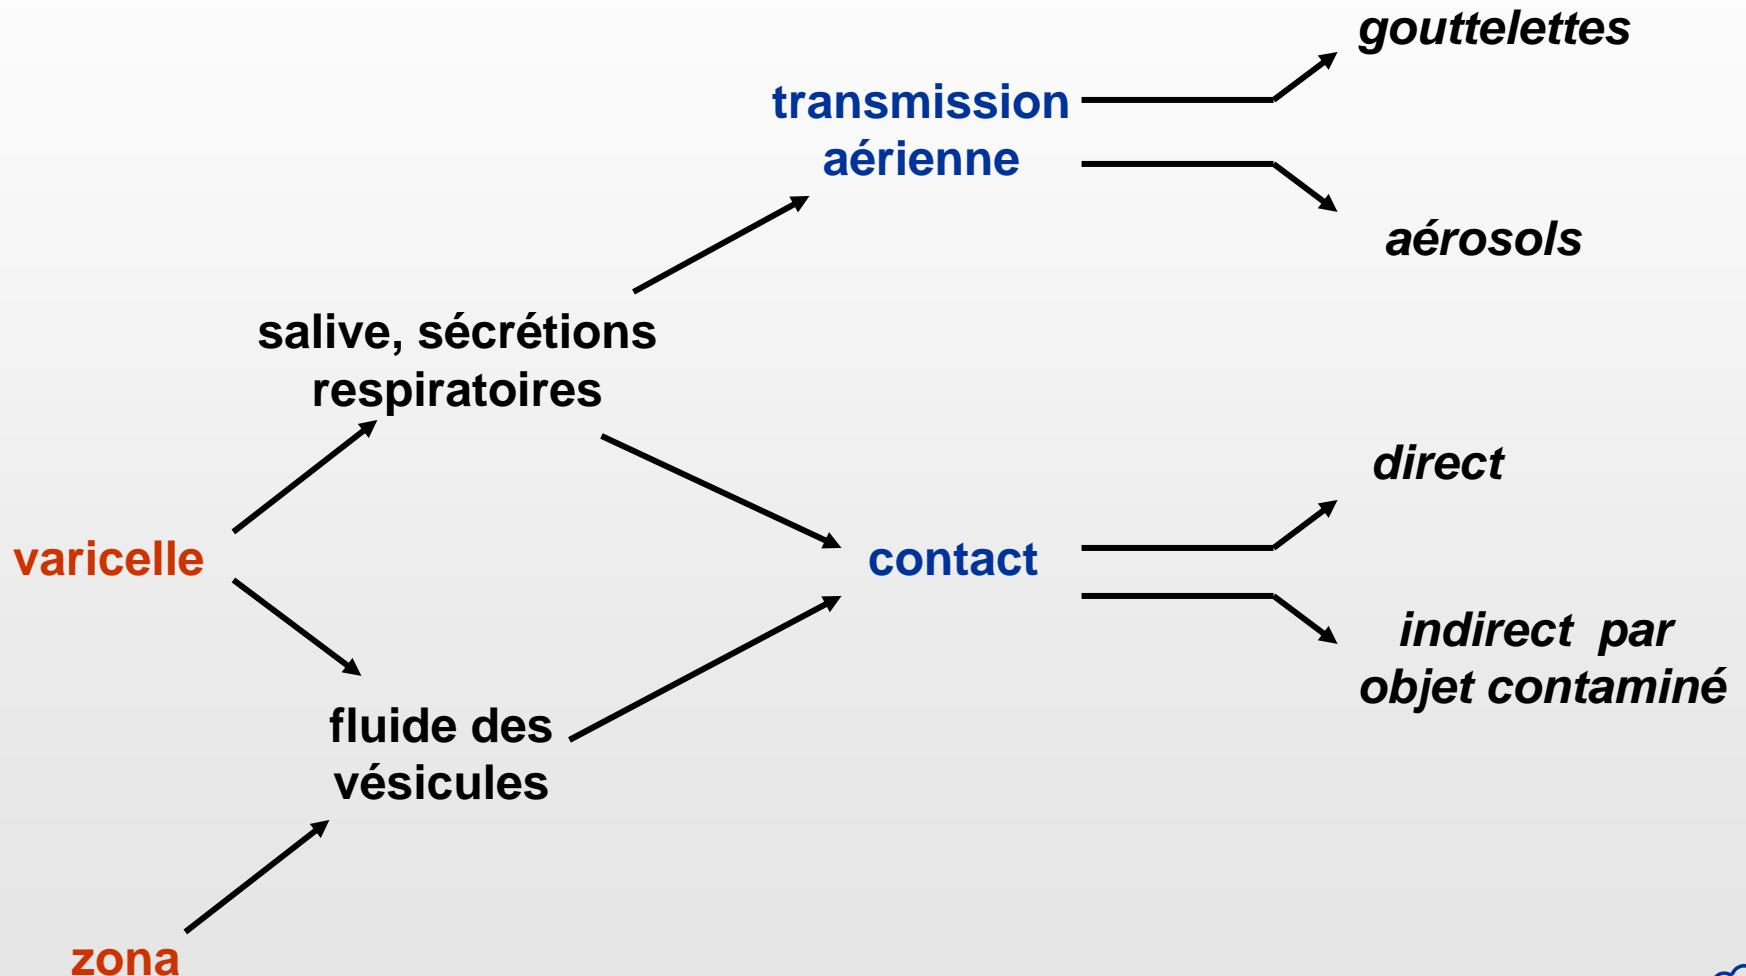 gouttelettes
transmission
aérienne
aérosols
salive, sécrétions
respiratoires
direct
varicelle
contact
indirect par
objet contaminé
fluide des
vésicules
zona